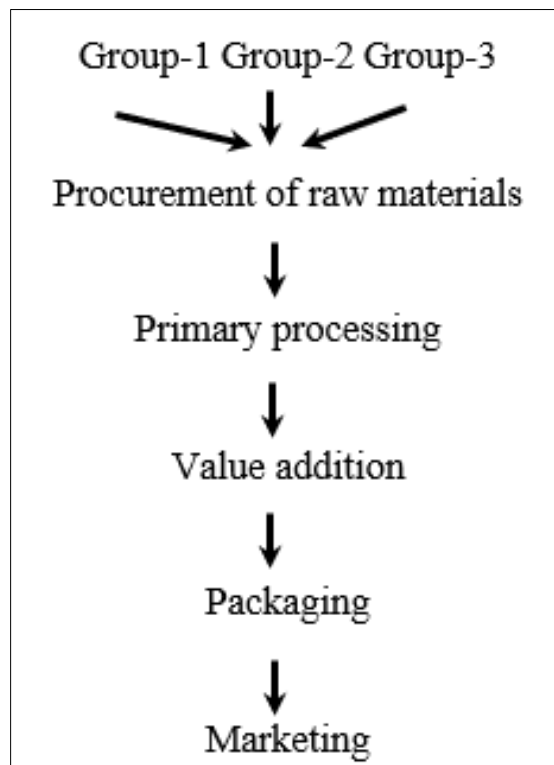 Group-1 Group-2 Group-3
Procurement of raw materials
Primary processing
Value addition
Packaging
Marketing